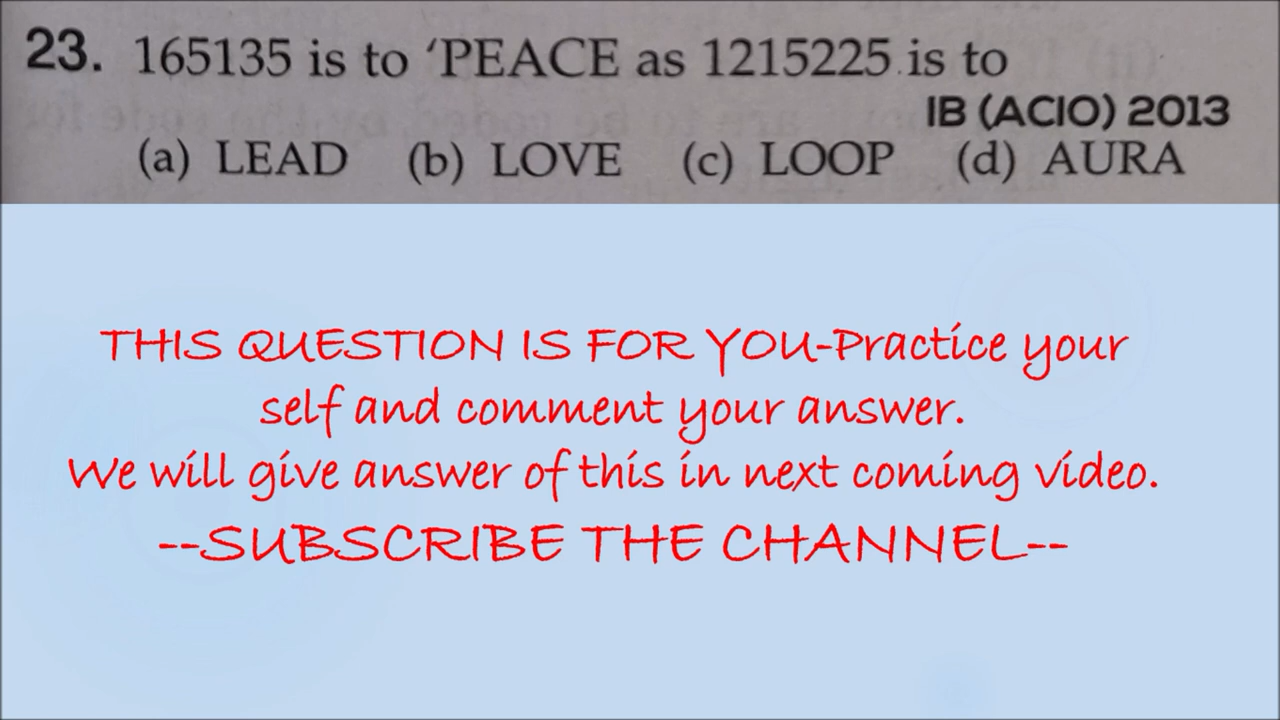 23. 165135 is to ‘PEACE as 1215225 is to
IB (ACIO) 2013
(a) LEAD (b) LOVE (c) LOOP (d) AURA
THIS QUESTION IS FOR YOU-Practice your
self and comment your answer.
We will give answer of this in next coming video.
--SUBSCRIBE THE CHANNEL--